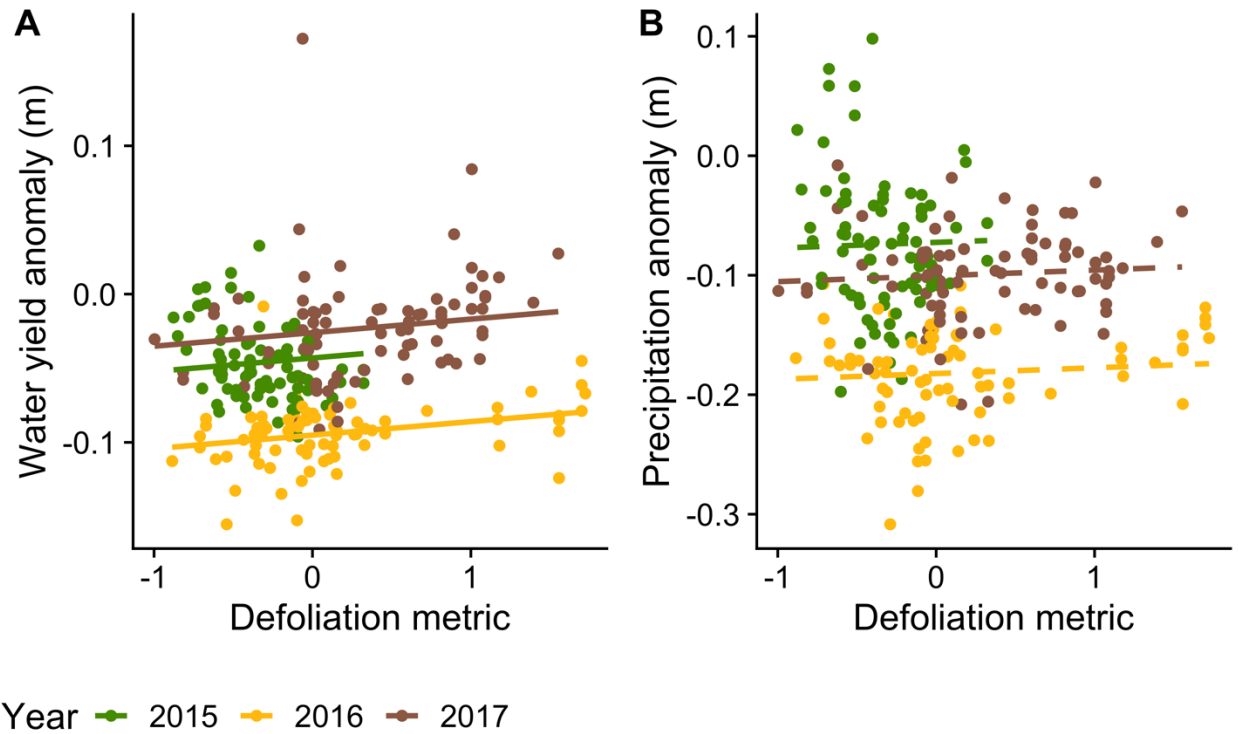 A
Water yield anomaly (m)
0.1
0.0
-0.1
-1
0
1
Defoliation metric
B
Precipitation anomaly (m)
0.1
0.0
-0.1
-0.2
-0.3
-1
0
1
Defoliation metric
Year 2015 2016 2017